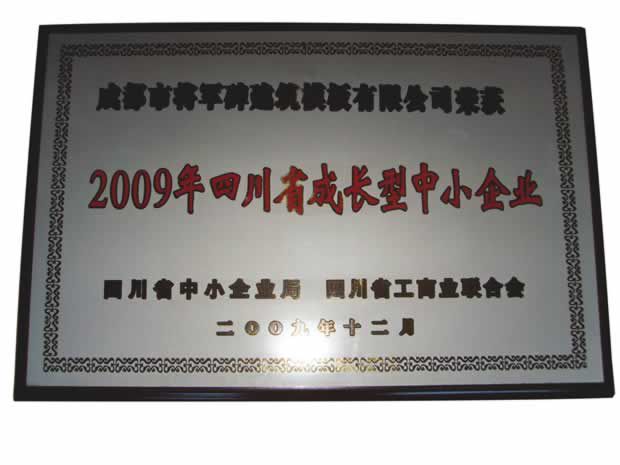 成都市将军碑建筑模板有限公司荣获
2009年四川省成长型中小企业
四川省中小企业局 四川省工商业联合会
二〇〇九年十二月